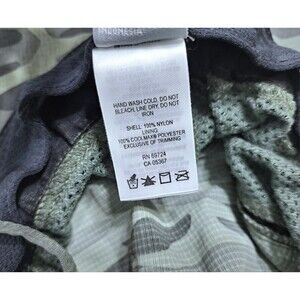 INDONESIA
HAND WASH COLD, DO NOT
BLEACH, LINE DRY, DO NOT
IRON
SHELL: 100% NYLON
LINING
100% COOLMAX® POLYESTER
EXCLUSIVE OF TRIMMING
RN 69724
CA 05367